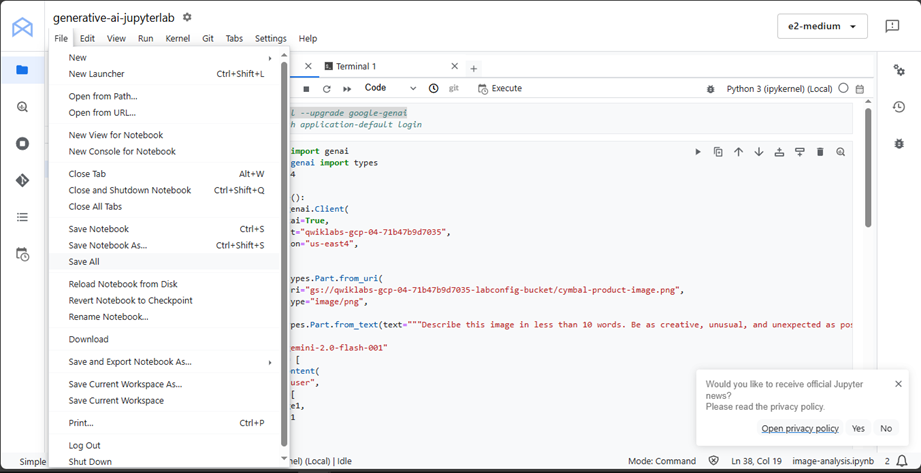 generative-ai-jupyterlab
e2-medium
File Edit View Run Kernel Git Tabs Settings Help
New
New Launcher Ctrl+Shift+L
Open from Path...
Open from URL...
New View for Notebook
New Console for Notebook
Close Tab Alt+W
Close and Shutdown Notebook Ctrl+Shift+Q
Close All Tabs
Save Notebook Ctrl+S
Save Notebook As... Ctrl+Shift+S
Save All
Reload Notebook from Disk
Revert Notebook to Checkpoint
Rename Notebook...
Download
Save and Export Notebook As...
Save Current Workspace As...
Save Current Workspace
Print... Ctrl+P
Log Out
Shut Down
Terminal 1
Code git Execute Python 3 (ipykernel) (Local)
l --upgrade google-genai
h application-default login
import genai
genai import types
4
():
enai.Client(
ai=True,
t="qwiklabs-gcp-04-71b47b9d7035",
on="us-east4",
ypes.Part.from_uri(
ri="gs://qwiklabs-gcp-04-71b47b9d7035-labconfig-bucket/cymbal-product-image.png",
ype="image/png",
ypes.Part.from_text(text="""Describe this image in less than 10 words. Be as creative, unusual, and unexpected as pos
emini-2.0-flash-001"
[
ntent(
user",
[
e1,
1
Would you like to receive official Jupyter
news?
Please read the privacy policy.
Open privacy policy Yes No
Simple nel) (Local) | Idle Mode: Command Ln 38, Col 19 image-analysis.ipynb 2